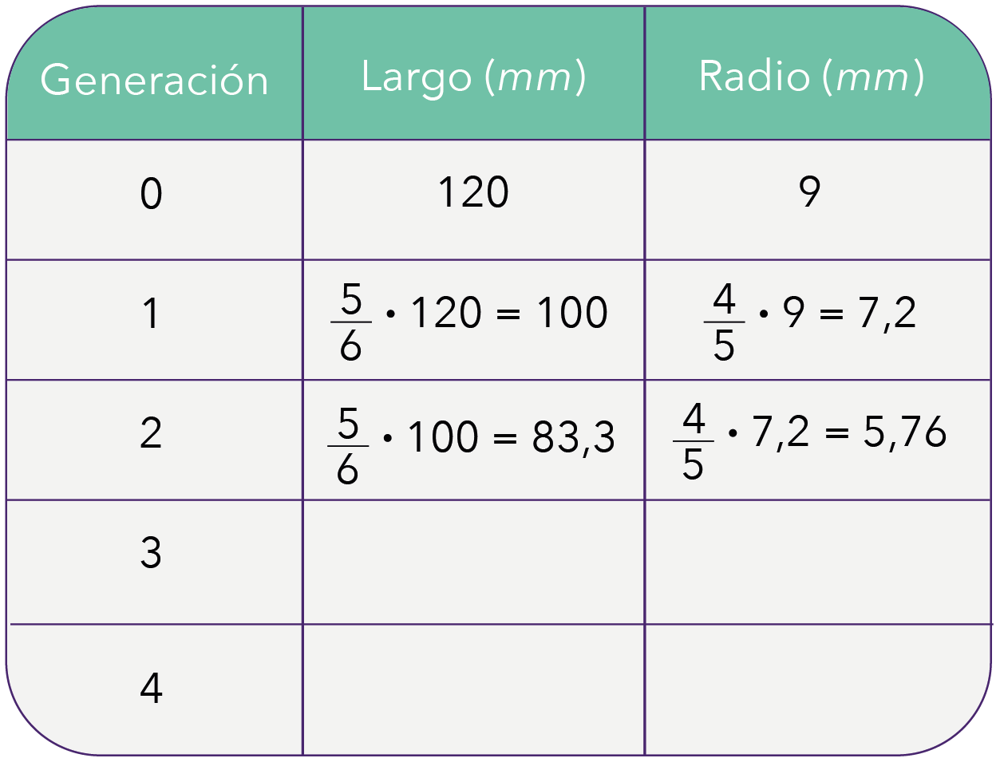 Generación Largo (mm) Radio (mm)
0 120 9
1 5/6 · 120 = 100 4/5 · 9 = 7,2
2 5/6 · 100 = 83,3 4/5 · 7,2 = 5,76
3
4